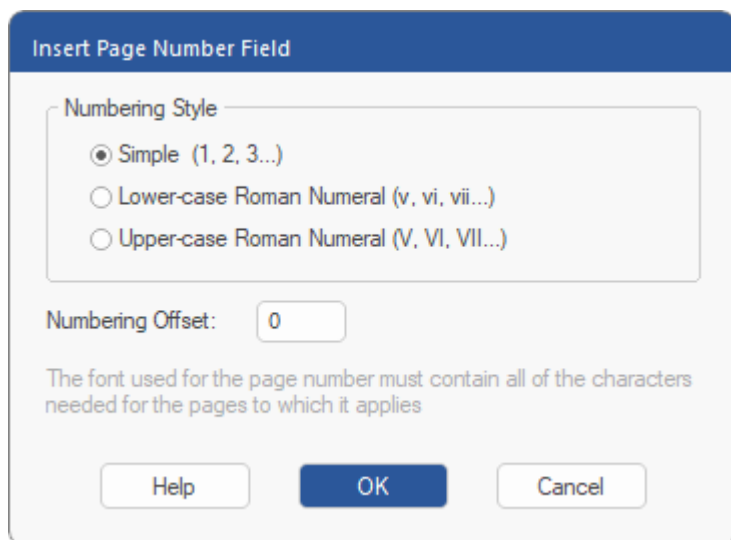 Insert Page Number Field
Numbering Style
Simple (1, 2, 3...)
Lower-case Roman Numeral (v, vi, vii...)
Upper-case Roman Numeral (V, VI, VII...)
Numbering Offset: 0
The font used for the page number must contain all of the characters
needed for the pages to which it applies
Help OK Cancel